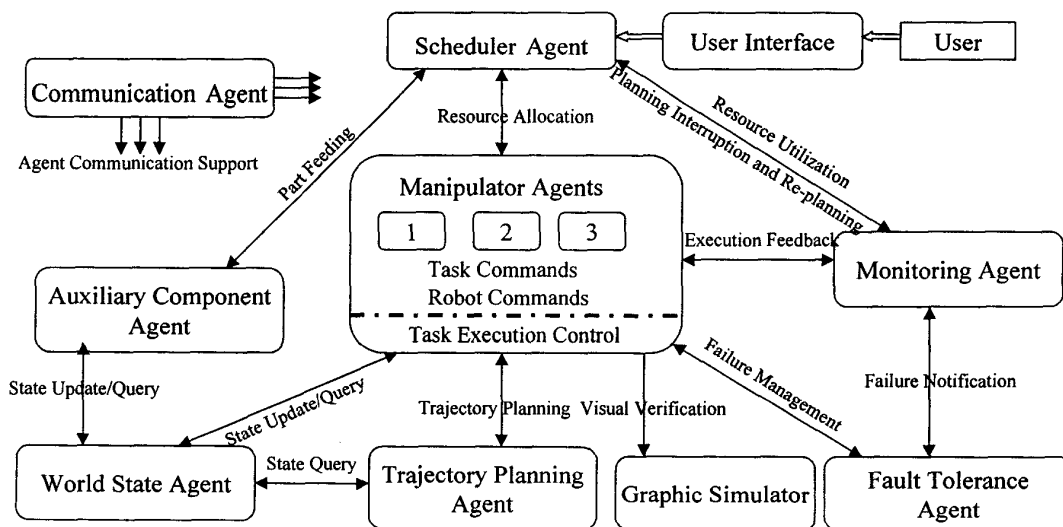 Scheduler Agent
User Interface
User
Communication Agent
Agent Communication Support
Part Feeding
Resource Allocation
Resource Utilization
Planning Interruption and Re-planning
Manipulator Agents
1 2 3
Task Commands
Robot Commands
Task Execution Control
Execution Feedback
Monitoring Agent
Auxiliary Component
Agent
State Update/Query
State Update/Query
Trajectory Planning
Visual Verification
Failure Management
Failure Notification
World State Agent
State Query
Trajectory Planning
Agent
Graphic Simulator
Fault Tolerance
Agent